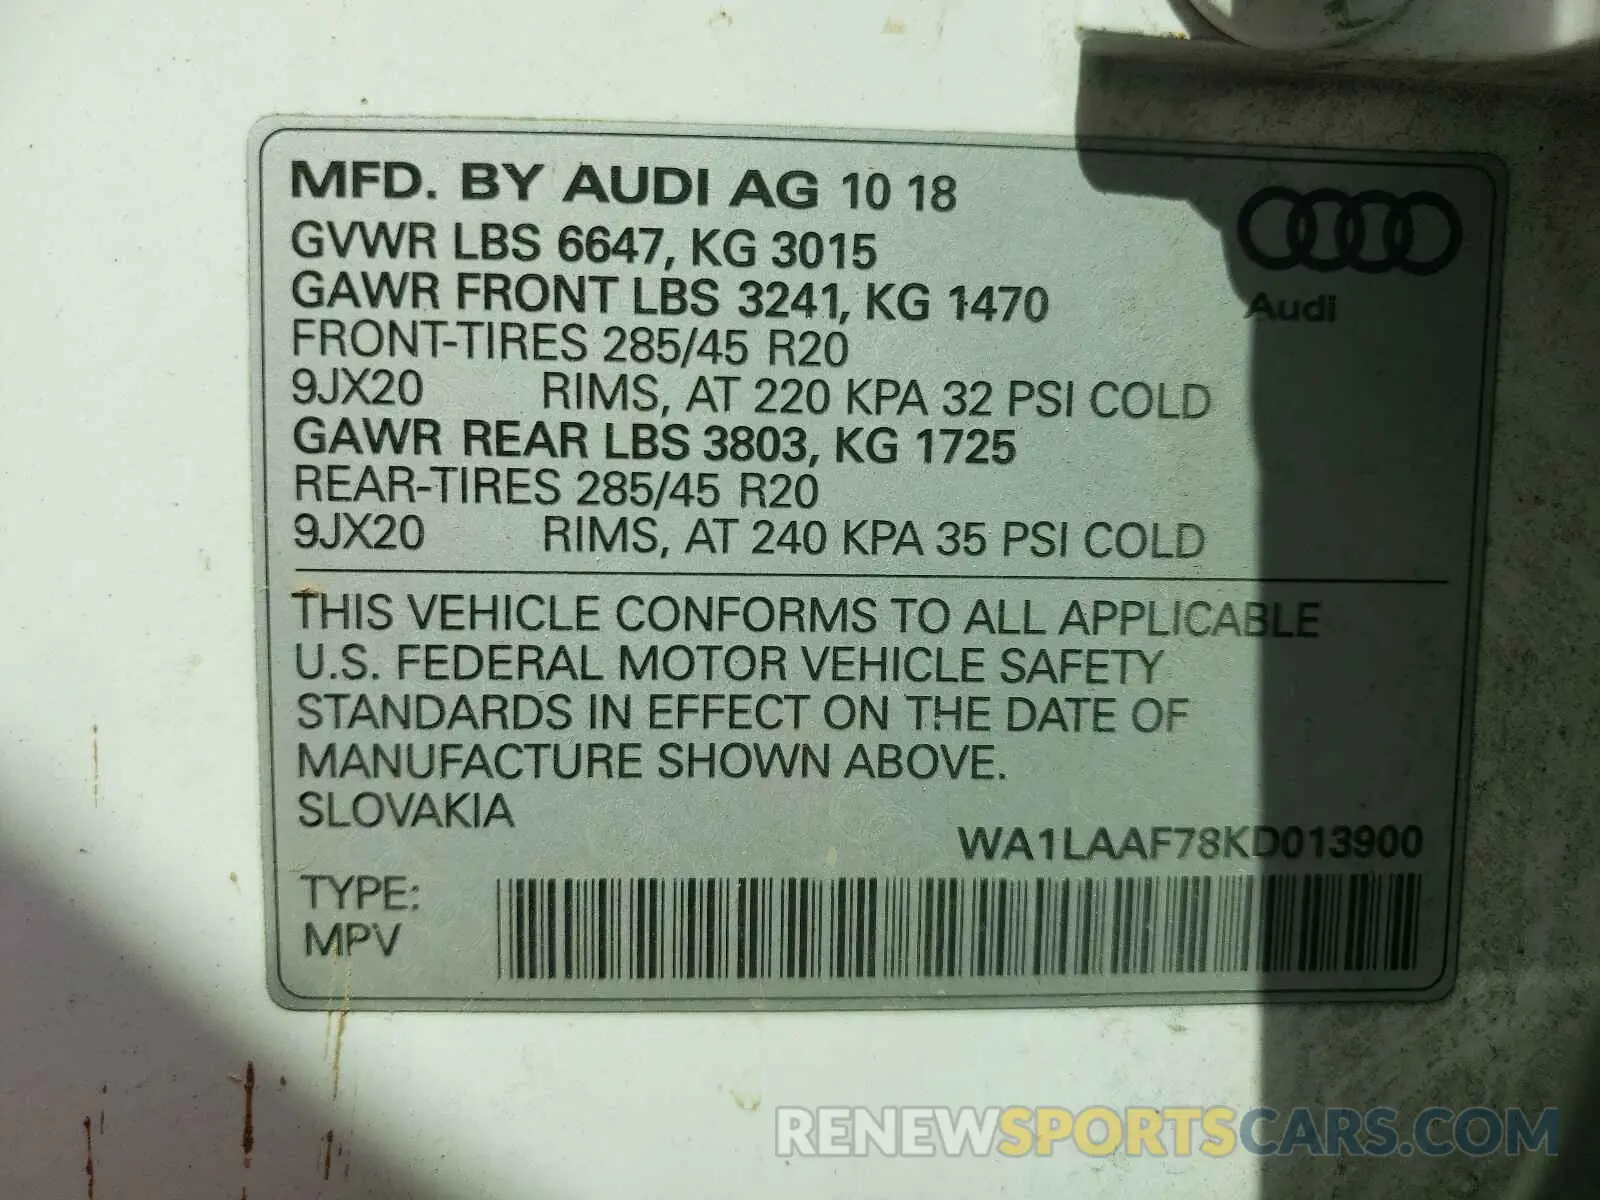 MFD. BY AUDI AG 10 18
GVWR LBS 6647, KG 3015
GAWR FRONT LBS 3241, KG 1470
FRONT-TIRES 285/45 R20
9JX20 RIMS, AT 220 KPA 32 PSI COLD
GAWR REAR LBS 3803, KG 1725
REAR-TIRES 285/45 R20
9JX20 RIMS, AT 240 KPA 35 PSI COLD
Audi
THIS VEHICLE CONFORMS TO ALL APPLICABLE
U.S. FEDERAL MOTOR VEHICLE SAFETY
STANDARDS IN EFFECT ON THE DATE OF
MANUFACTURE SHOWN ABOVE.
SLOVAKIA
WA1LAAF78KD013900
TYPE:
MPV
RENEWSPORTSCARS.COM